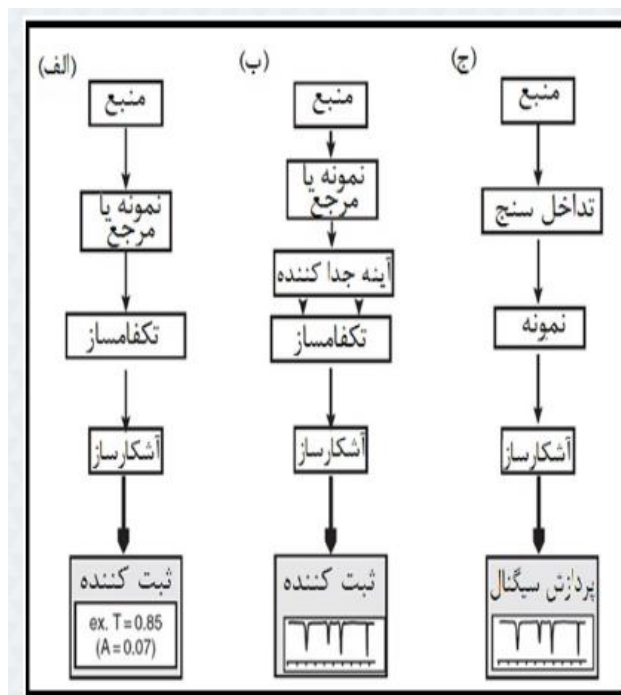 (الف)
منبع
نمونه یا
مرجع
تکفامساز
آشکارساز
ثبت کننده
ex. T=0.85
(A=0.07)
(ب)
منبع
نمونه یا
مرجع
آینه جدا کننده
تکفامساز
آشکارساز
ثبت کننده
(ج)
منبع
تداخل سنج
نمونه
آشکارساز
پردازش سیگنال